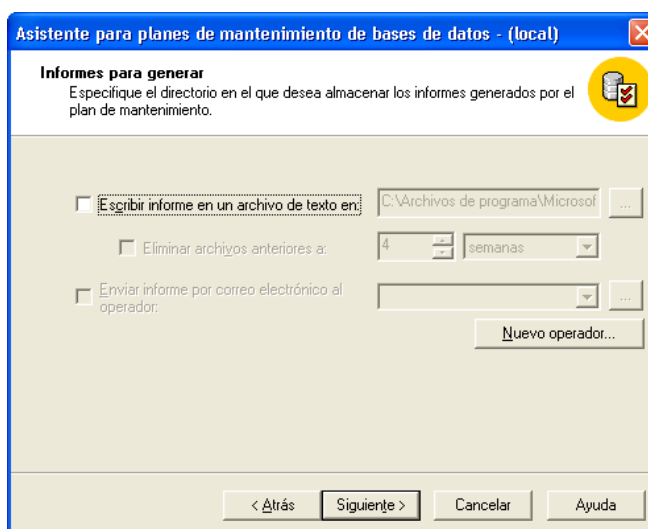 Asistente para planes de mantenimiento de bases de datos - (local)
Informes para generar
Especifique el directorio en el que desea almacenar los informes generados por el
plan de mantenimiento.
Escribir informe en un archivo de texto en:
C:\Archivos de programa\Microsof
...
Eliminar archivos anteriores a:
4
semanas
Enviar informe por correo electrónico al
operador:
...
Nuevo operador...
< Atrás
Siguiente >
Cancelar
Ayuda